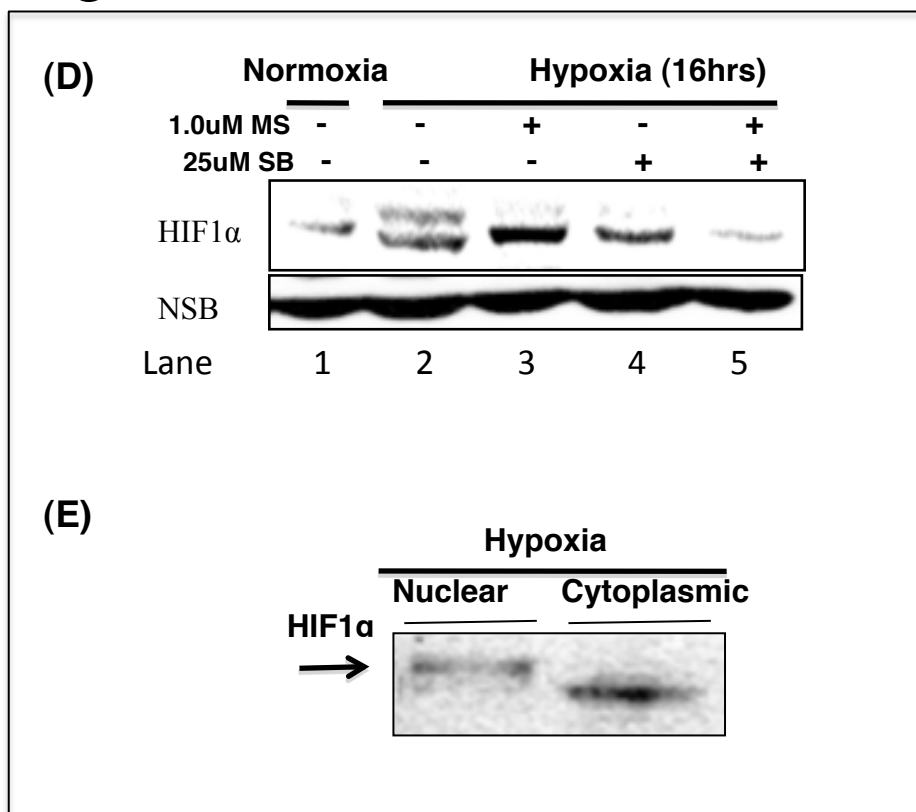 (D)
Normoxia Hypoxia (16hrs)
1.0uM MS - - + - +
25uM SB - - - + +
HIF1α
NSB
Lane 1 2 3 4 5
(E)
Hypoxia
Nuclear Cytoplasmic
HIF1α